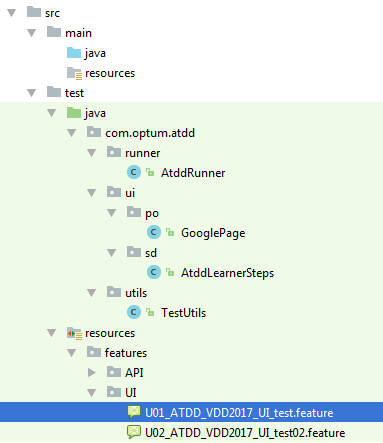 src
main
java
resources
test
java
com.optum.atdd
runner
AtddRunner
ui
po
GooglePage
sd
AtddLearnerSteps
utils
TestUtils
resources
features
API
UI
U01_ATDD_VDD2017_UI_test.feature
U02_ATDD_VDD2017_UI_test02.feature